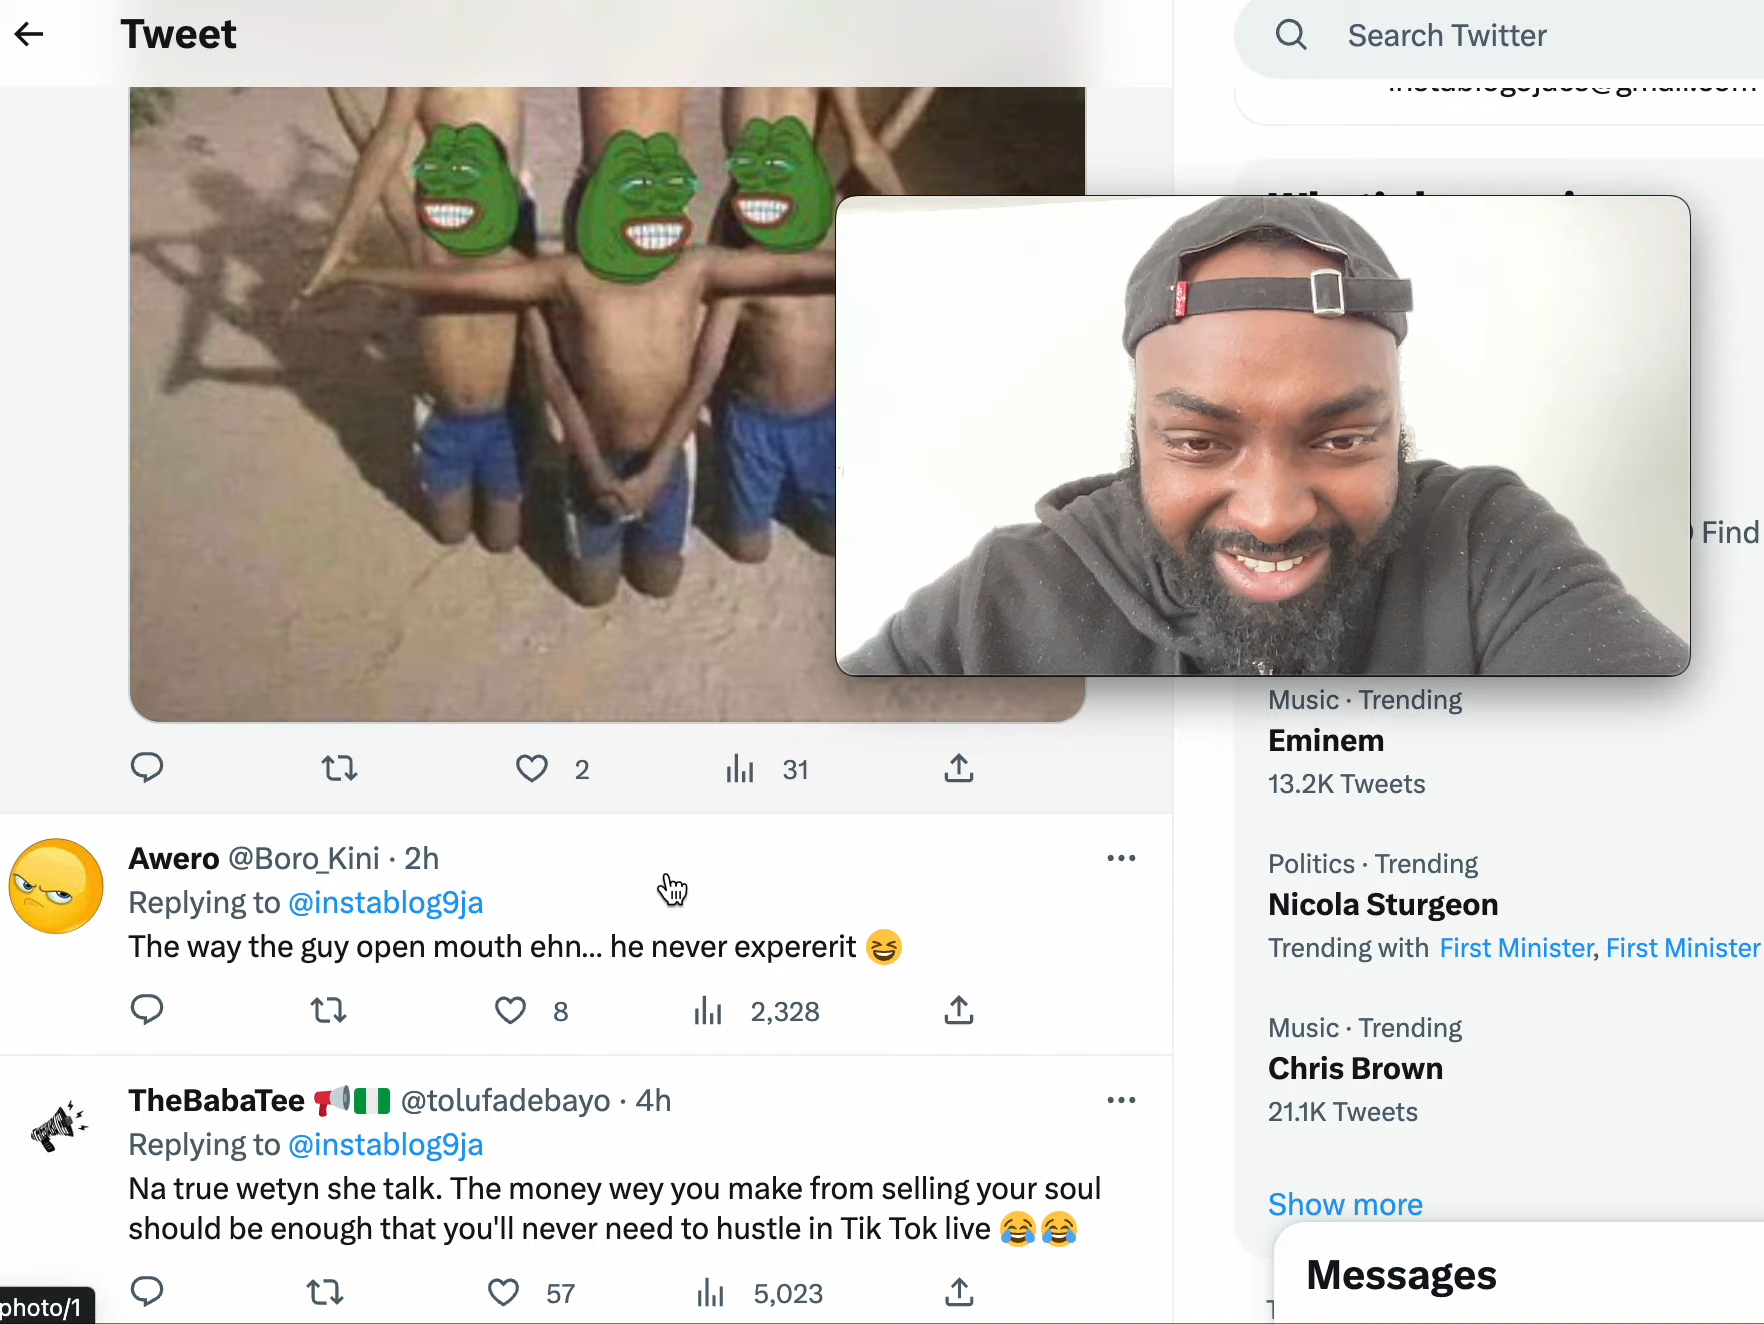 Tweet
Search Twitter
Find
2
31
Awero @Boro_Kini · 2h
Replying to @instablog9ja
The way the guy open mouth ehn... he never expererit 😆
8
2,328
TheBabaTee 📢🇳🇬 @tolufadebayo · 4h
Replying to @instablog9ja
Na true wetyn she talk. The money wey you make from selling your soul
should be enough that you'll never need to hustle in Tik Tok live 😂😂
57
5,023
photo/1
Music · Trending
Eminem
13.2K Tweets
Politics · Trending
Nicola Sturgeon
Trending with First Minister, First Minister
Music · Trending
Chris Brown
21.1K Tweets
Show more
Messages